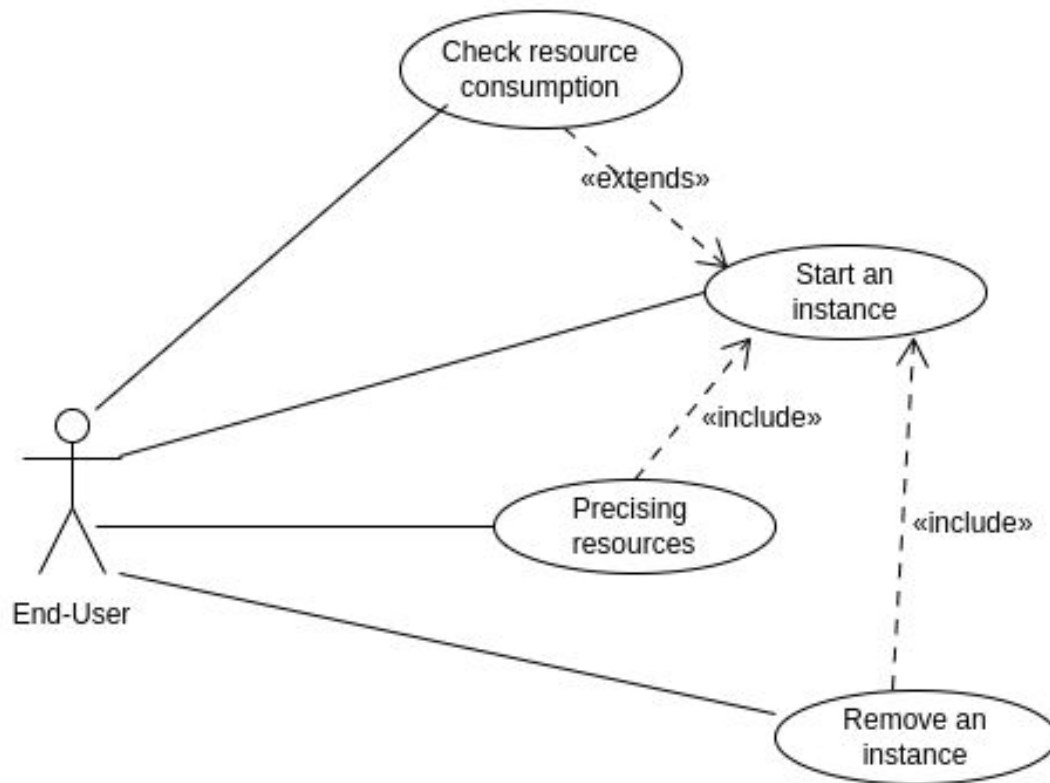 Check resource
consumption
«extends»
Start an
instance
«include»
Precising
resources
«include»
End-User
Remove an
instance